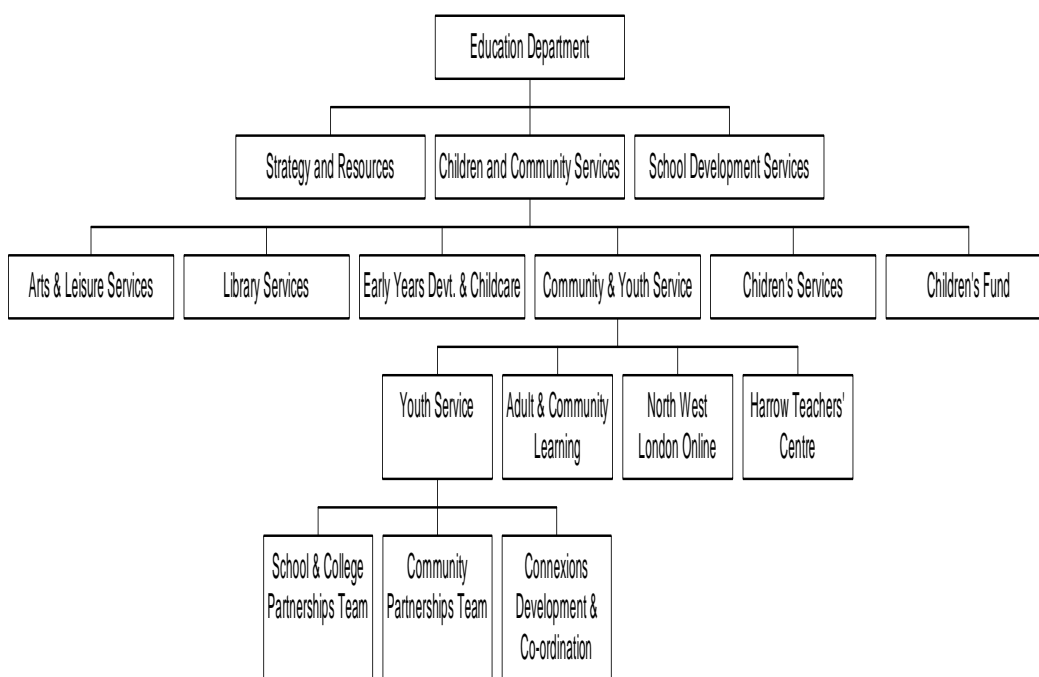 Education Department
Strategy and Resources
Children and Community Services
School Development Services
Arts & Leisure Services
Library Services
Early Years Devt. & Childcare
Community & Youth Service
Chidren's Services
Children's Fund
Youth Service
Adult & Community
Learning
North West
London Online
Harrow Teachers'
Centre
School & College
Partnerships Team
Community
Partnerships Team
Connexions
Development &
Co-ordination